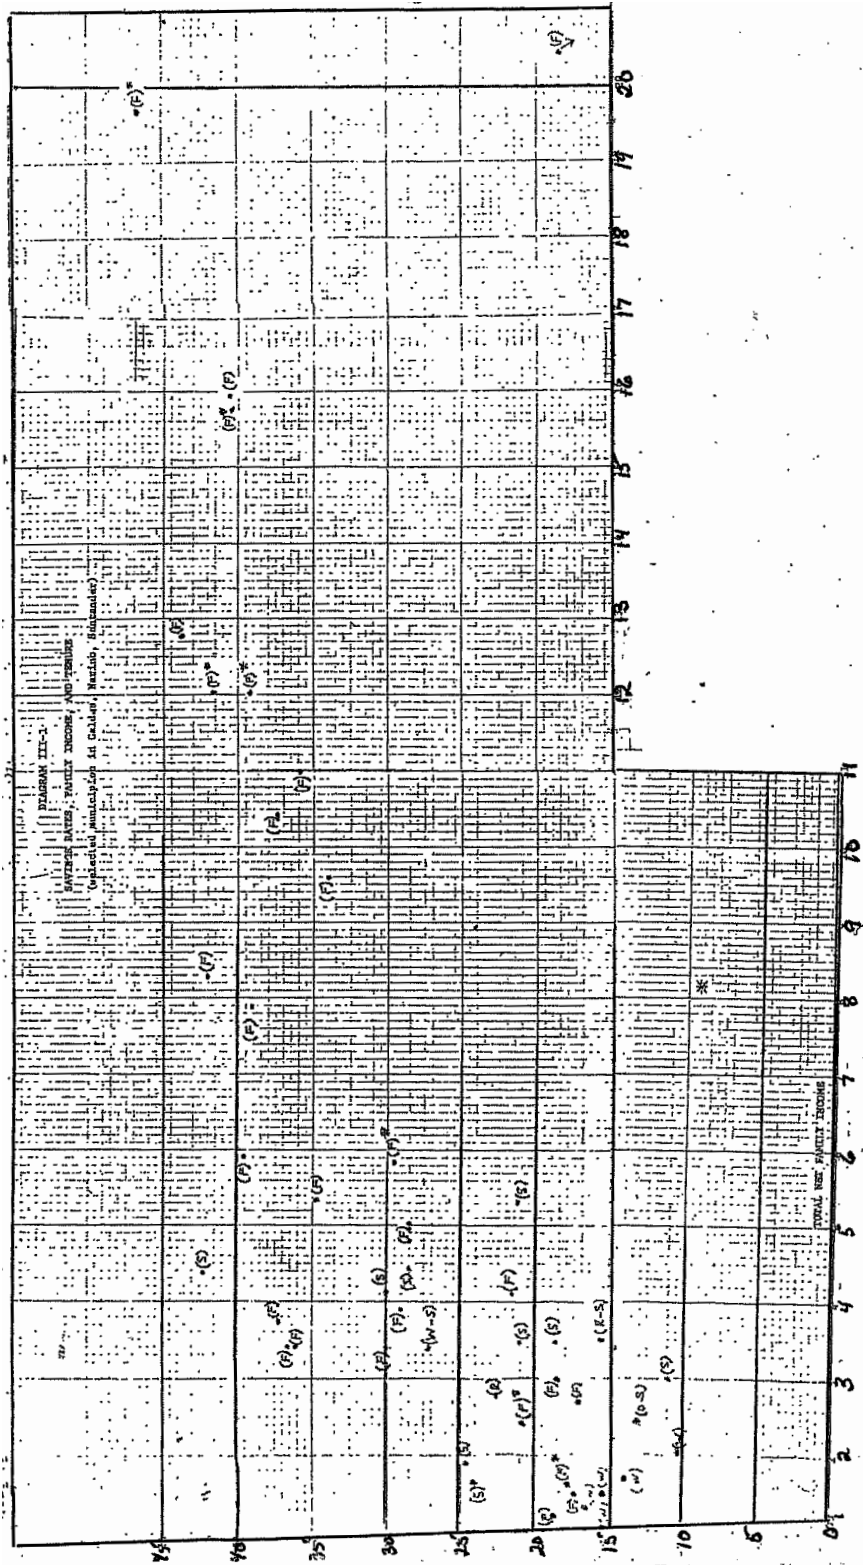 DIAGRAM III-1
SAVINGS RATES, FAMILY INCOME, AND TENURE
(selected municipios in Caldas, Narino, Santander)
•(F)
•(F)*
•(F)
(F)*
•(F)
•(F)*
•(F)*
(F)•
(F)•
(F)•
•(F)
(F)•
(F)•
•(F)
•(F)*
•(S)
(F)•
•(S)
•(S)
(S)•
•(F)
•(F)
(F)•
•(F)
(F)•
•(W-S)
(F)
•(S)
•(S)
•(R-S)
(R)
•(F)*
(F)•
•(F)
•(S)
*(O-S)
•(W)
•(S)
(S)*
(R)
(F)•
•(F)*
*(W)
(W)
45
40
35
30
25
20
15
10
5
0
TOTAL NET FAMILY INCOME
2
3
4
5
6
7
8
9
10
11
12
13
14
15
16
17
18
19
20